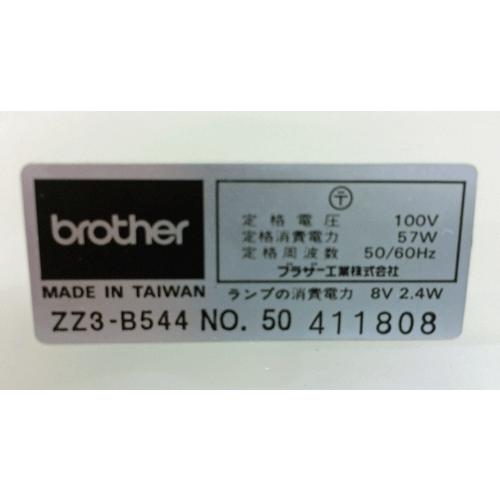 brother
定格電圧 100V
定格消費電力 57W
定格周波数 50/60Hz
ブラザー工業株式会社
MADE IN TAIWAN ランプの消費電力 8V 2.4W
ZZ3-B544 NO. 50 411808